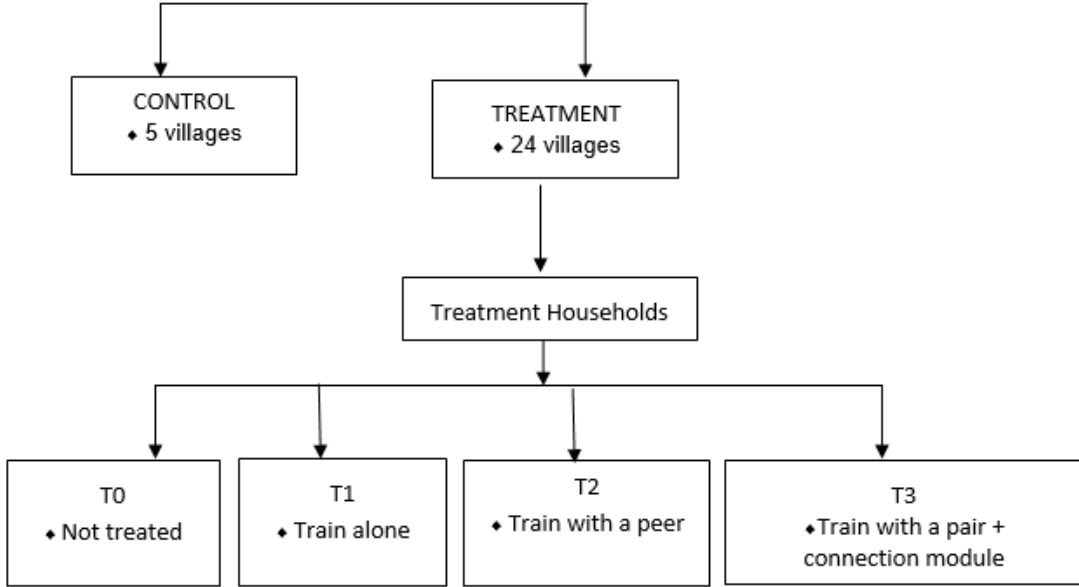 CONTROL
⬥ 5 villages
TREATMENT
⬥ 24 villages
Treatment Households
T0
⬥ Not treated
T1
⬥ Train alone
T2
⬥ Train with a peer
T3
⬥Train with a pair +
connection module